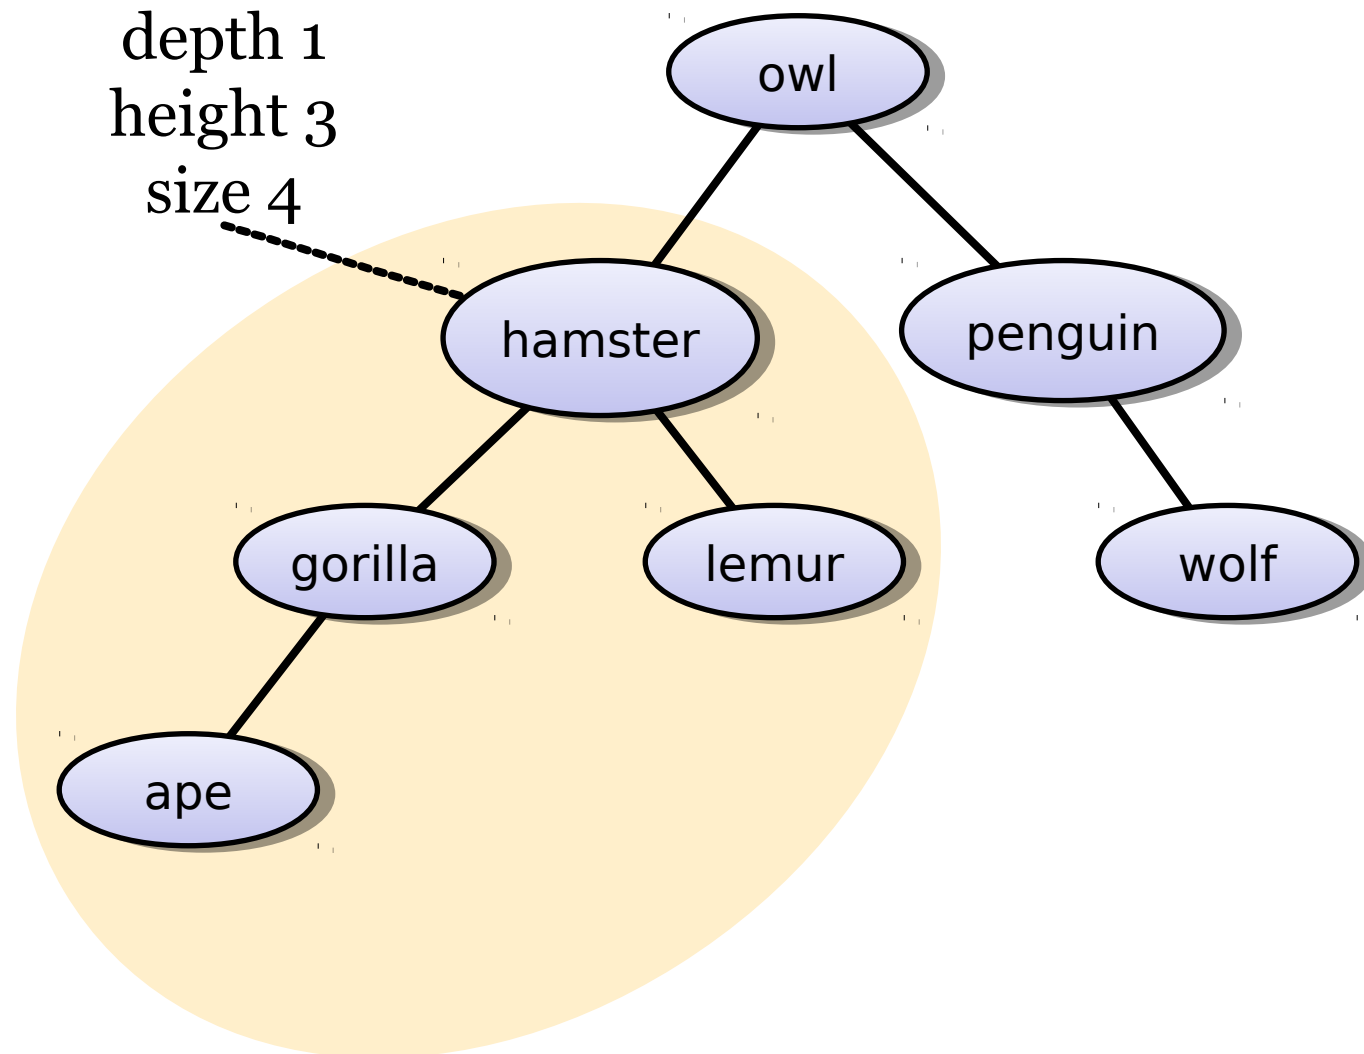 depth 1
height 3
size 4
owl
hamster
penguin
gorilla
lemur
wolf
ape